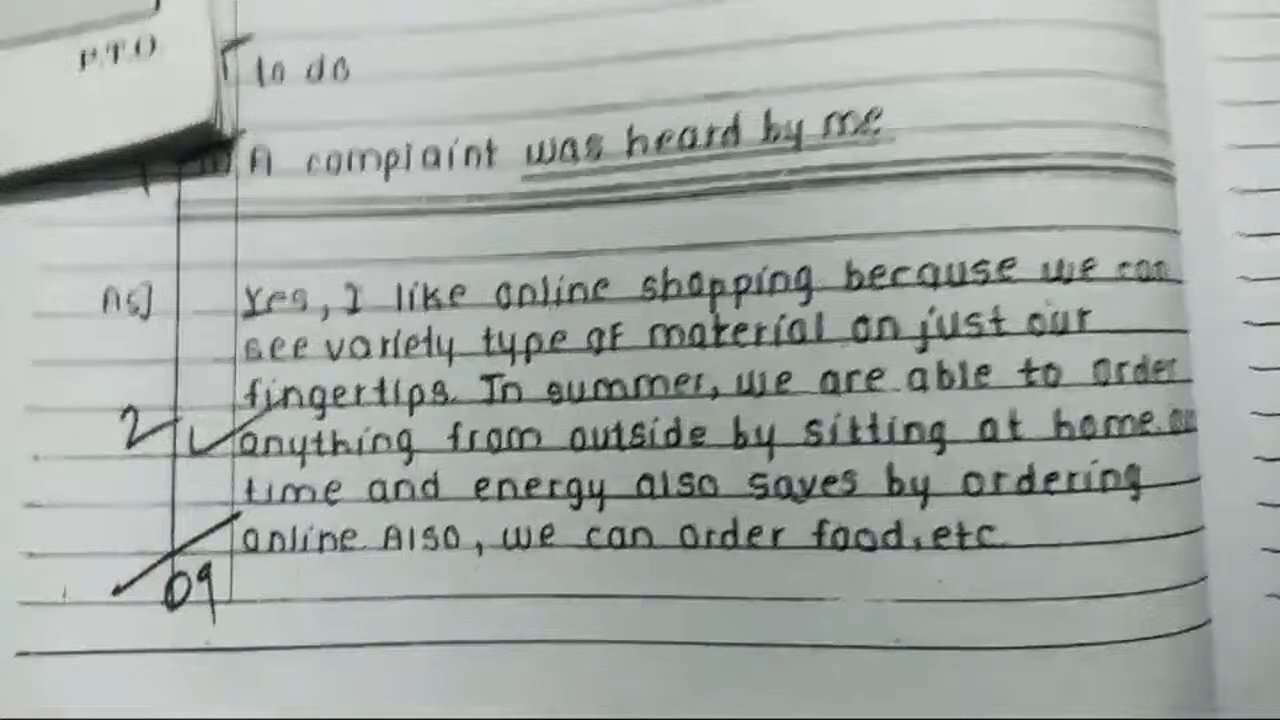 P.T.O
to do
A complaint was heard by me
A5] Yes, I like online shopping because we can
see variety type of material on just our
fingertips. In summer, we are able to order
2 anything from outside by sitting at home.
time and energy also saves by ordering
online Also, we can order food, etc
09